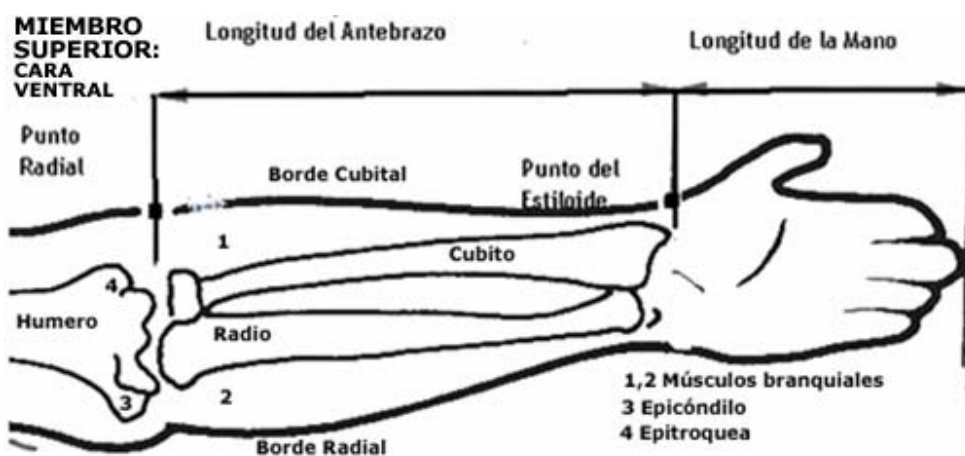 MIEMBRO
SUPERIOR:
CARA
VENTRAL
Longitud del Antebrazo
Longitud de la Mano
Punto
Radial
Borde Cubital
Punto del
Estiloide
1
Cubito
4
Humero
Radio
3
2
Borde Radial
1,2 Músculos branquiales
3 Epicóndilo
4 Epitroquea